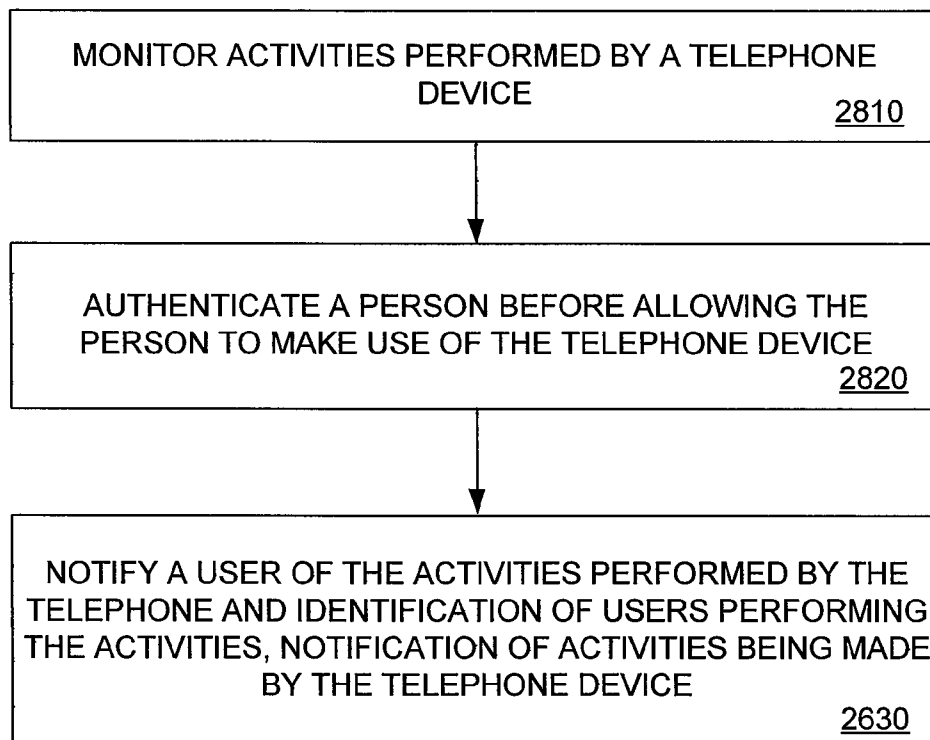 MONITOR ACTIVITIES PERFORMED BY A TELEPHONE
DEVICE
2810
AUTHENTICATE A PERSON BEFORE ALLOWING THE
PERSON TO MAKE USE OF THE TELEPHONE DEVICE
2820
NOTIFY A USER OF THE ACTIVITIES PERFORMED BY THE
TELEPHONE AND IDENTIFICATION OF USERS PERFORMING
THE ACTIVITIES, NOTIFICATION OF ACTIVITIES BEING MADE
BY THE TELEPHONE DEVICE
2630